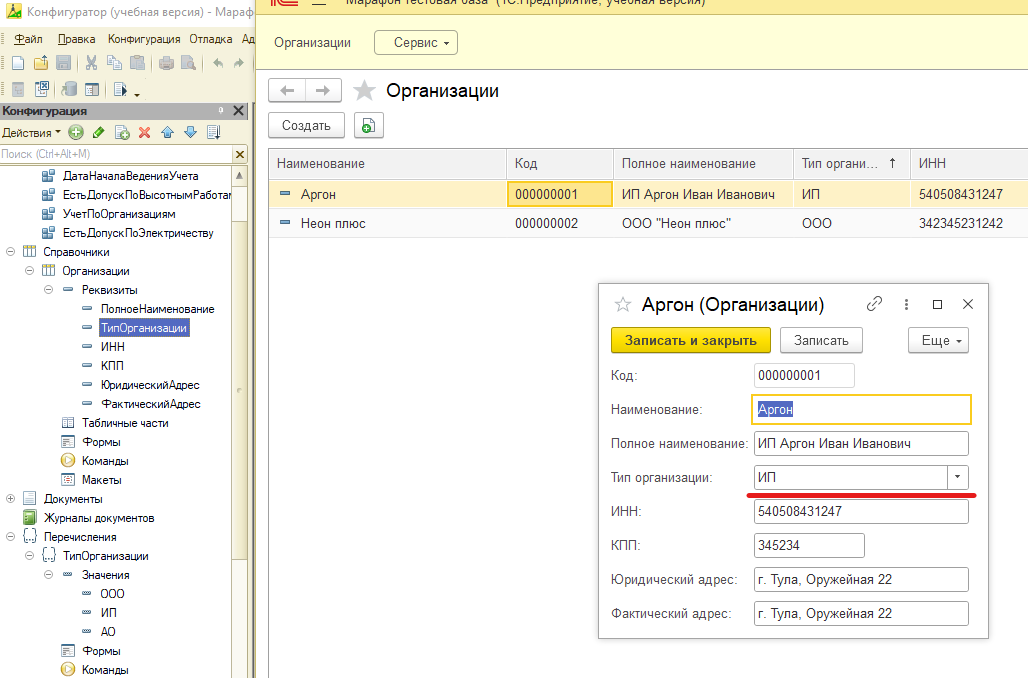 Конфигуратор (учебная версия) - Мараф
Файл Правка Конфигурация Отладка Ад
Конфигурация
Действия
Поиск (Ctrl+Alt+M)
ДатаНачалаВеденияУчета
ЕстьДопускПоВысотнымРаботам
УчетПоОрганизациям
ЕстьДопускПоЭлектричеству
Справочники
Организации
Реквизиты
ПолноеНаименование
ТипОрганизации
ИНН
КПП
ЮридическийАдрес
ФактическийАдрес
Табличные части
Формы
Команды
Макеты
Документы
Журналы документов
Перечисления
ТипОрганизации
Значения
ООО
ИП
АО
Формы
Команды
Марафон тестовая база (1С:Предприятие, учебная версия)
Организации Сервис
Организации
Создать
Наименование Код Полное наименование Тип органи... ↑ ИНН
Аргон 000000001 ИП Аргон Иван Иванович ИП 540508431247
Неон плюс 000000002 ООО "Неон плюс" ООО 342345231242
Аргон (Организации)
Записать и закрыть Записать Еще
Код: 000000001
Наименование: Аргон
Полное наименование: ИП Аргон Иван Иванович
Тип организации: ИП
ИНН: 540508431247
КПП: 345234
Юридический адрес: г. Тула, Оружейная 22
Фактический адрес: г. Тула, Оружейная 22